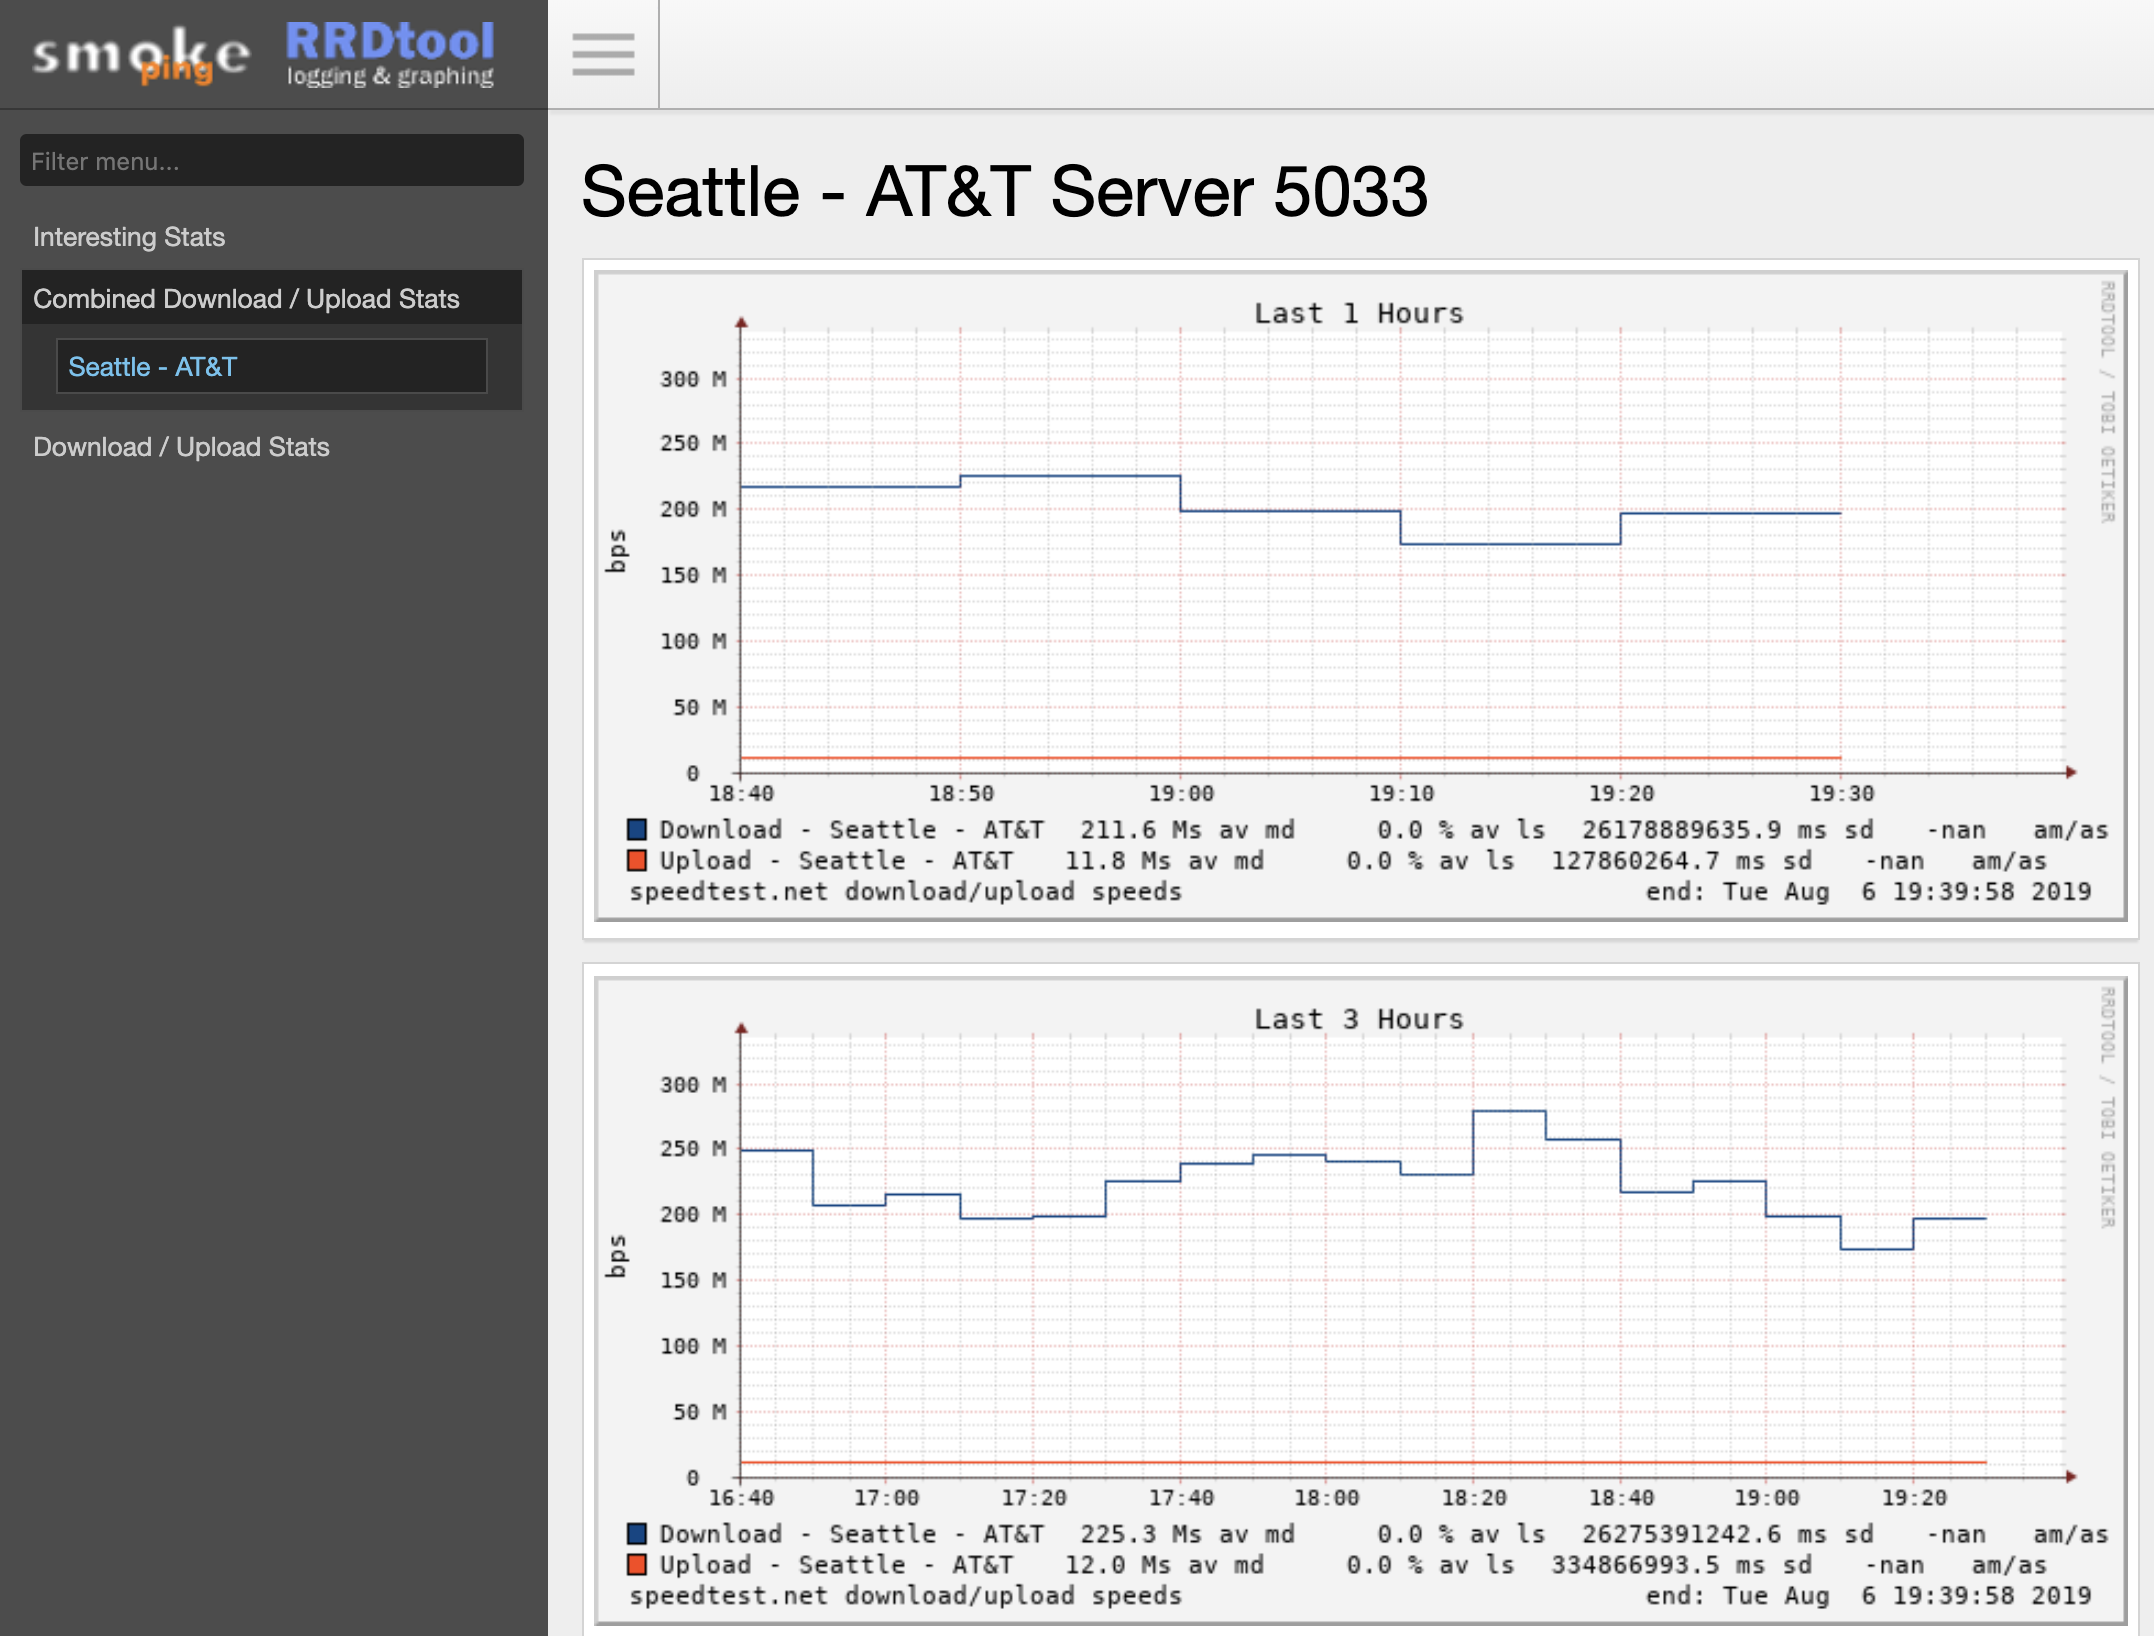 smoke ping
RRDtool
logging & graphing
Filter menu...
Interesting Stats
Combined Download / Upload Stats
Seattle - AT&T
Download / Upload Stats
Seattle - AT&T Server 5033
Last 1 Hours
RRDTOOL / TOBI OETIKER
bps
300 M
250 M
200 M
150 M
100 M
50 M
0
18:40 18:50 19:00 19:10 19:20 19:30
Download - Seattle - AT&T 211.6 Ms av md 0.0 % av ls 26178889635.9 ms sd -nan am/as
Upload - Seattle - AT&T 11.8 Ms av md 0.0 % av ls 127860264.7 ms sd -nan am/as
speedtest.net download/upload speeds end: Tue Aug 6 19:39:58 2019
Last 3 Hours
RRDTOOL / TOBI OETIKER
bps
300 M
250 M
200 M
150 M
100 M
50 M
0
16:40 17:00 17:20 17:40 18:00 18:20 18:40 19:00 19:20
Download - Seattle - AT&T 225.3 Ms av md 0.0 % av ls 26275391242.6 ms sd -nan am/as
Upload - Seattle - AT&T 12.0 Ms av md 0.0 % av ls 334866993.5 ms sd -nan am/as
speedtest.net download/upload speeds end: Tue Aug 6 19:39:58 2019